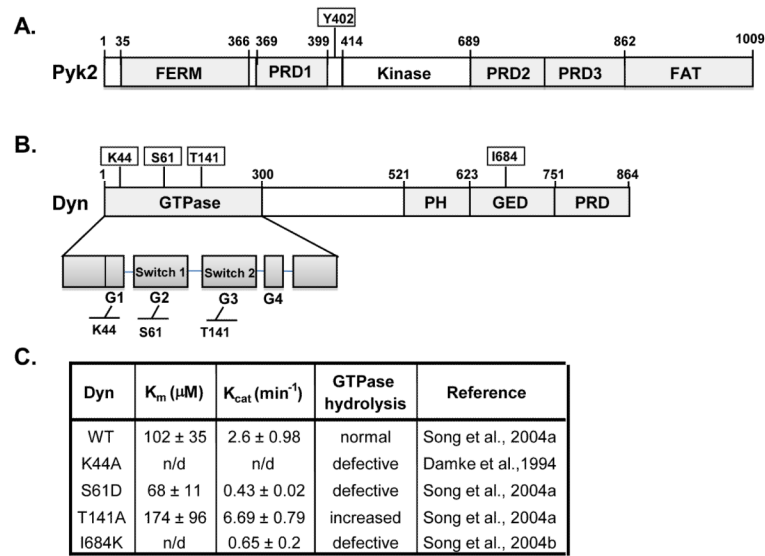 A.
Y402
1 35 366 369 399 414 689 862 1009
Pyk2 FERM PRD1 Kinase PRD2 PRD3 FAT
B.
K44 S61 T141 I684
1 300 521 623 751 864
Dyn GTPase PH GED PRD
Switch 1 Switch 2
G1 G2 G3 G4
K44 S61 T141
C.
Dyn Km (μM) Kcat (min-1) GTPase hydrolysis Reference
WT 102 ± 35 2.6 ± 0.98 normal Song et al., 2004a
K44A n/d n/d defective Damke et al.,1994
S61D 68 ± 11 0.43 ± 0.02 defective Song et al., 2004a
T141A 174 ± 96 6.69 ± 0.79 increased Song et al., 2004a
I684K n/d 0.65 ± 0.2 defective Song et al., 2004b